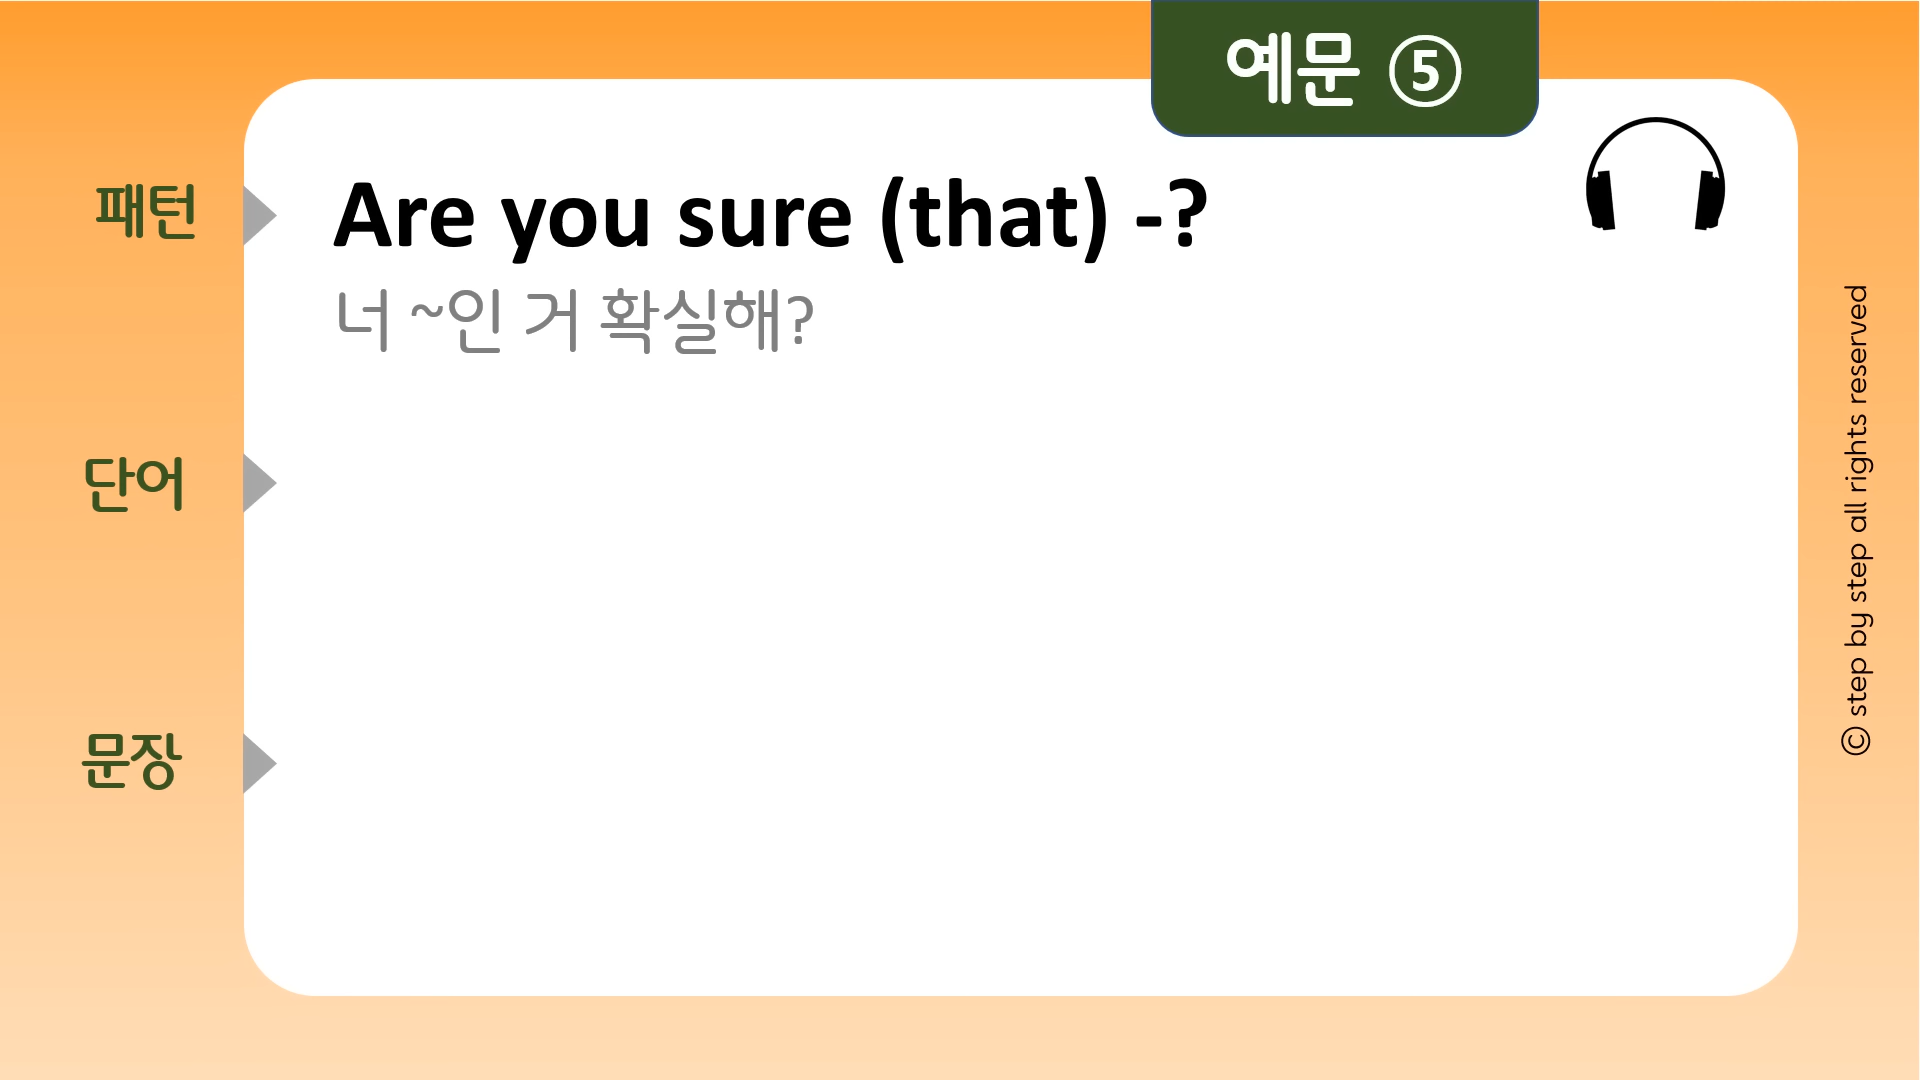 예문 ⑤
패턴
Are you sure (that) -?
너 ~인 거 확실해?
단어
문장
ⓒ step by step all rights reserved